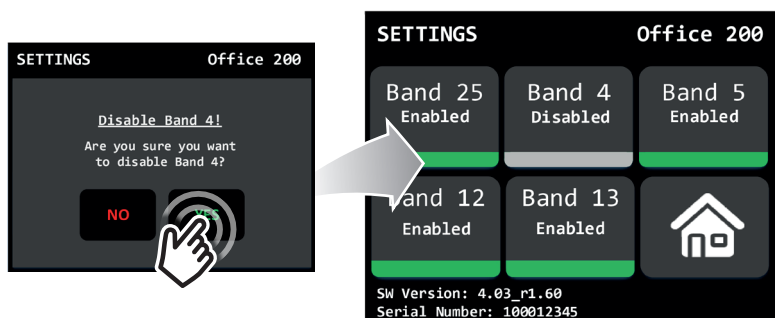 SETTINGS Office 200
Disable Band 4!
Are you sure you want
to disable Band 4?
NO YES
SETTINGS Office 200
Band 25 Band 4 Band 5
Enabled Disabled Enabled
Band 12 Band 13
Enabled Enabled
SW Version: 4.03_r1.60
Serial Number: 100012345